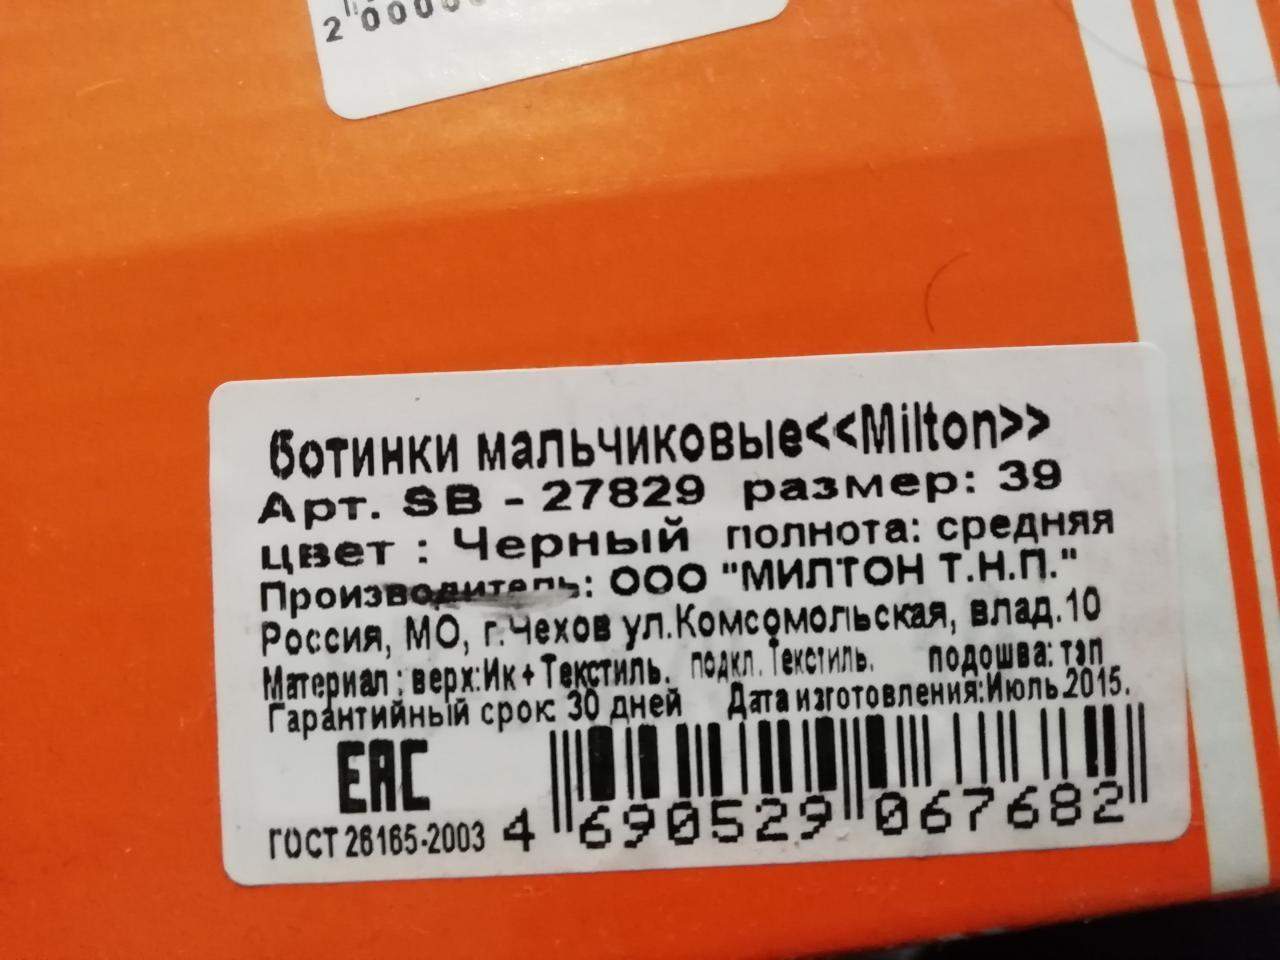 ботинки мальчиковые<<Milton>>
Арт. SB - 27829 размер: 39
цвет : Черный полнота: средняя
Производитель: ООО "МИЛТОН Т.Н.П."
Россия, МО, г.Чехов ул.Комсомольская, влад.10
Материал : верх:Ик+Текстиль. подкл. Текстиль. подошва: тэп
Гарантийный срок: 30 дней Дата изготовления:Июль.2015.
EAC
ГОСТ 26165-2003 4 690529 067682